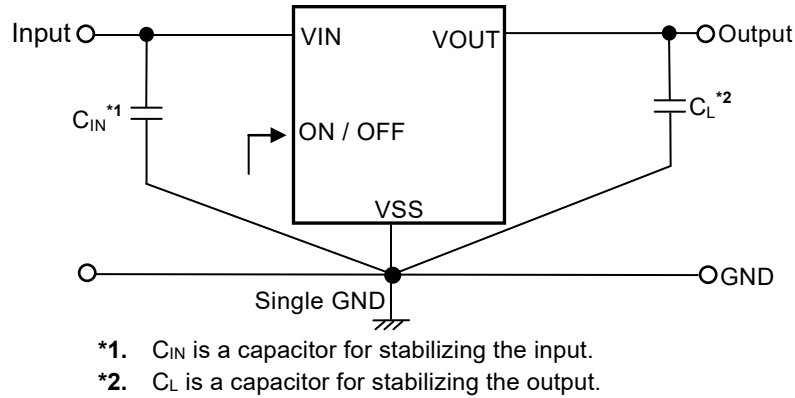 Input
VIN
VOUT
Output
CIN*1
CL*2
ON / OFF
VSS
Single GND
GND
*1. CIN is a capacitor for stabilizing the input.
*2. CL is a capacitor for stabilizing the output.